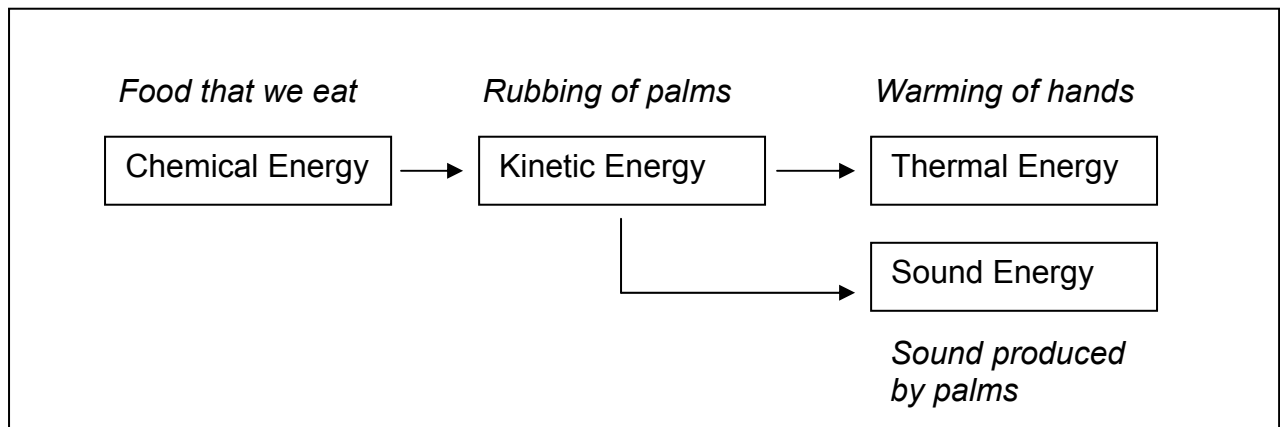 Food that we eat
Rubbing of palms
Warming of hands
Chemical Energy
Kinetic Energy
Thermal Energy
Sound Energy
Sound produced
by palms